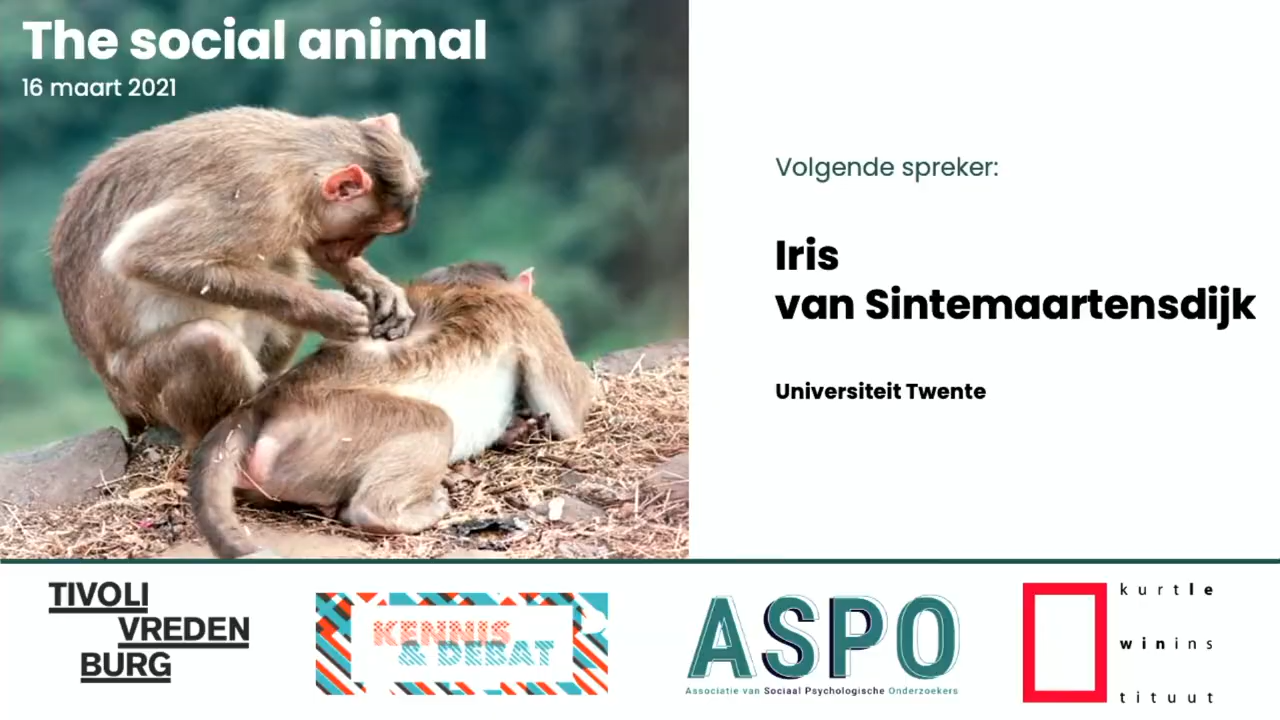 The social animal
16 maart 2021
Volgende spreker:
Iris
van Sintemaartensdijk
Universiteit Twente
TIVOLI
VREDEN
BURG
KENNIS
& DEBAT
ASPO
Associatie van Sociaal Psychologische Onderzoekers
kurtle
winins
tituut